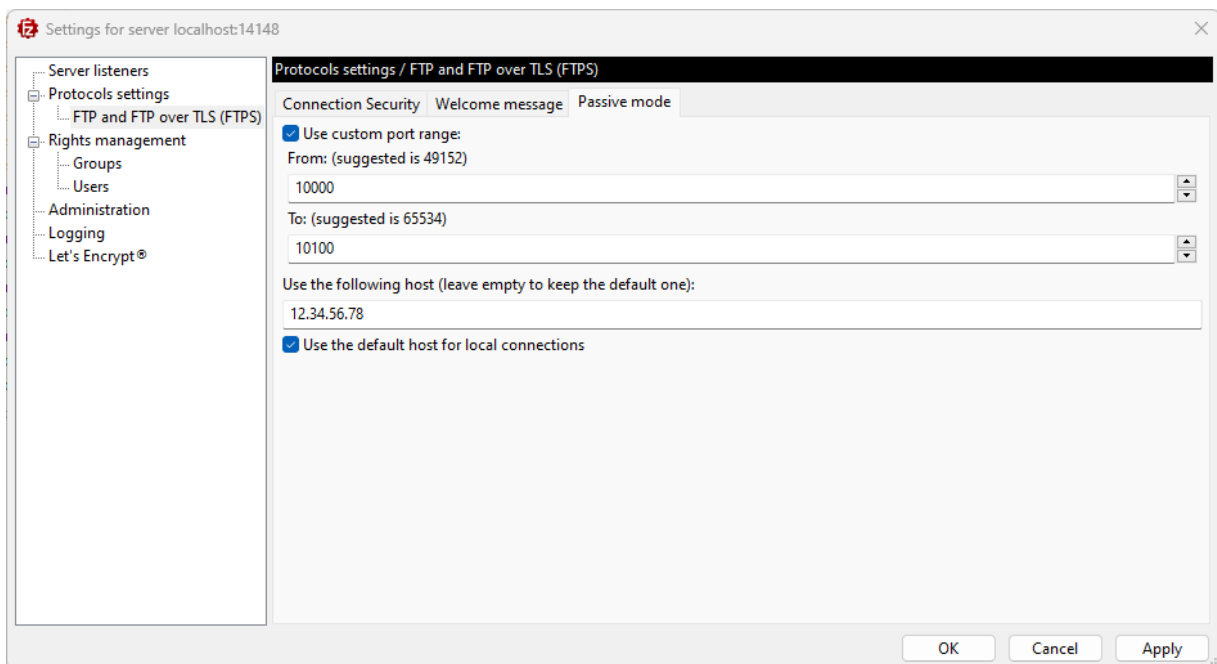 Settings for server localhost:14148
Server listeners
Protocols settings
FTP and FTP over TLS (FTPS)
Rights management
Groups
Users
Administration
Logging
Let's Encrypt®
Protocols settings / FTP and FTP over TLS (FTPS)
Connection Security Welcome message Passive mode
Use custom port range:
From: (suggested is 49152)
10000
To: (suggested is 65534)
10100
Use the following host (leave empty to keep the default one):
12.34.56.78
Use the default host for local connections
OK Cancel Apply